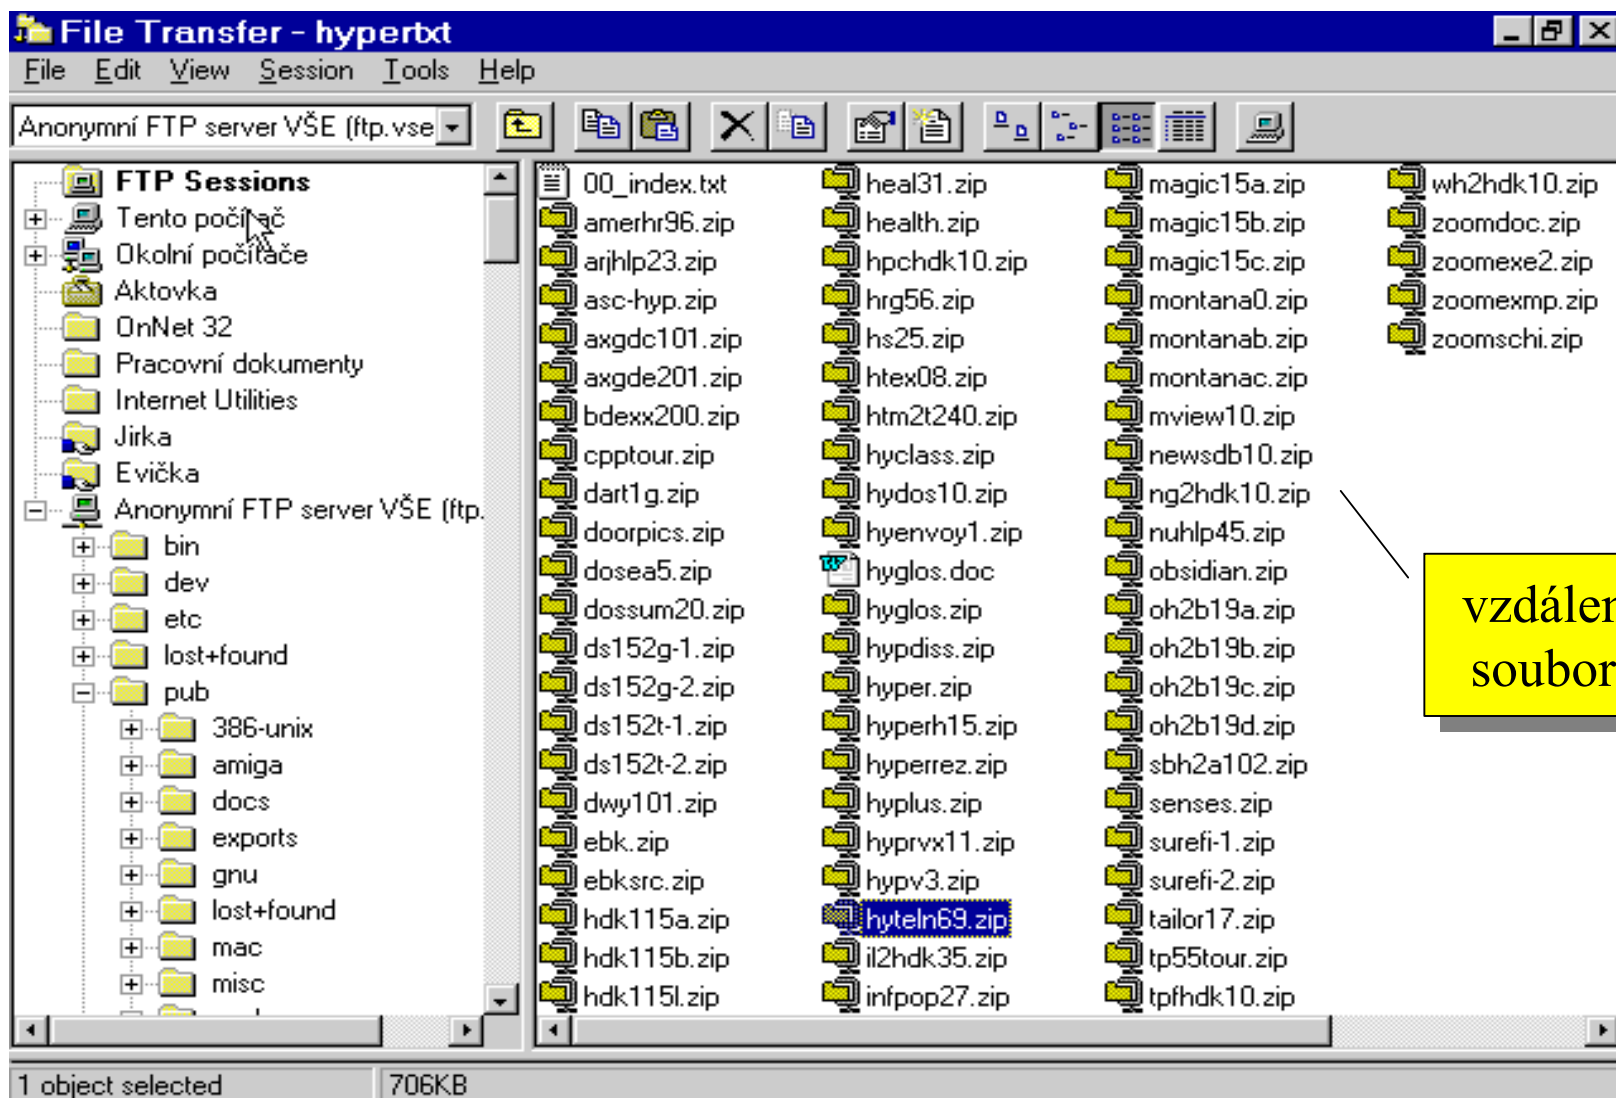 File Transfer - hypertxt
File Edit View Session Tools Help
Anonymní FTP server VŠE (ftp.vse
FTP Sessions
Tento počítač
Okolní počítače
Aktovka
OnNet 32
Pracovní dokumenty
Internet Utilities
Jirka
Evička
Anonymní FTP server VŠE (ftp.
bin
dev
etc
lost+found
pub
386-unix
amiga
docs
exports
gnu
lost+found
mac
misc
00_index.txt
amerhr96.zip
arjhlp23.zip
asc-hyp.zip
axgdc101.zip
axgde201.zip
bdexx200.zip
cpptour.zip
dart1g.zip
doorpics.zip
dosea5.zip
dossum20.zip
ds152g-1.zip
ds152g-2.zip
ds152t-1.zip
ds152t-2.zip
dwy101.zip
ebk.zip
ebksrc.zip
hdk115a.zip
hdk115b.zip
hdk115l.zip
heal31.zip
health.zip
hpchdk10.zip
hrg56.zip
hs25.zip
htex08.zip
htm2t240.zip
hyclass.zip
hydos10.zip
hyenvoy1.zip
hyglos.doc
hyglos.zip
hypdiss.zip
hyper.zip
hyperh15.zip
hyperrez.zip
hyplus.zip
hyprvx11.zip
hypv3.zip
hyteln69.zip
il2hdk35.zip
infpop27.zip
magic15a.zip
magic15b.zip
magic15c.zip
montana0.zip
montanab.zip
montanac.zip
mview10.zip
newsdb10.zip
ng2hdk10.zip
nuhlp45.zip
obsidian.zip
oh2b19a.zip
oh2b19b.zip
oh2b19c.zip
oh2b19d.zip
sbh2a102.zip
senses.zip
surefi-1.zip
surefi-2.zip
tailor17.zip
tp55tour.zip
tpfhdk10.zip
wh2hdk10.zip
zoomdoc.zip
zoomexe2.zip
zoomexmp.zip
zoomschi.zip
vzdálen
soubor
1 object selected
706KB